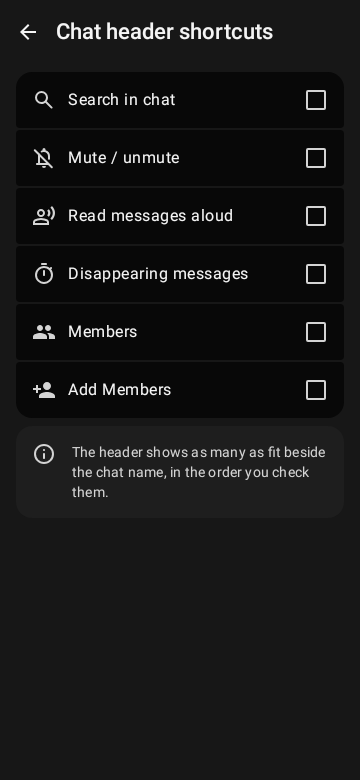 Chat header shortcuts
Search in chat
Mute / unmute
Read messages aloud
Disappearing messages
Members
Add Members
The header shows as many as fit beside
the chat name, in the order you check
them.